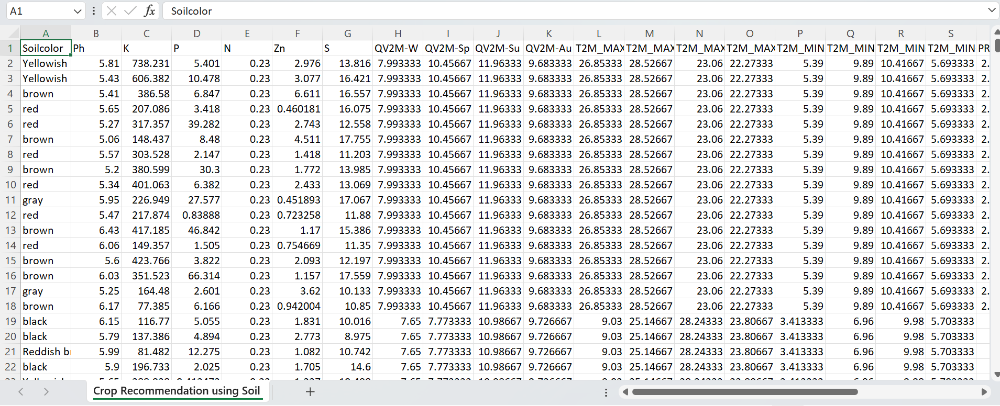 A1 fx Soilcolor
A B C D E F G H I J K L M N O P Q R S
1 Soilcolor Ph K P N Zn S QV2M-W QV2M-Sp QV2M-Su QV2M-Au T2M_MAX T2M_MAX T2M_MAX T2M_MAX T2M_MIN T2M_MIN T2M_MIN T2M_MIN PR
2 Yellowish 5.81 738.231 5.401 0.23 2.976 13.816 7.993333 10.45667 11.96333 9.683333 26.85333 28.52667 23.06 22.27333 5.39 9.89 10.41667 5.693333 2.
3 Yellowish 5.43 606.382 10.478 0.23 3.077 16.421 7.993333 10.45667 11.96333 9.683333 26.85333 28.52667 23.06 22.27333 5.39 9.89 10.41667 5.693333 2.
4 brown 5.41 386.58 6.847 0.23 6.611 16.557 7.993333 10.45667 11.96333 9.683333 26.85333 28.52667 23.06 22.27333 5.39 9.89 10.41667 5.693333 2.
5 red 5.65 207.086 3.418 0.23 0.460181 16.075 7.993333 10.45667 11.96333 9.683333 26.85333 28.52667 23.06 22.27333 5.39 9.89 10.41667 5.693333 2.
6 red 5.27 317.357 39.282 0.23 2.743 12.558 7.993333 10.45667 11.96333 9.683333 26.85333 28.52667 23.06 22.27333 5.39 9.89 10.41667 5.693333 2.
7 brown 5.06 148.437 8.48 0.23 4.511 17.755 7.993333 10.45667 11.96333 9.683333 26.85333 28.52667 23.06 22.27333 5.39 9.89 10.41667 5.693333 2.
8 red 5.57 303.528 2.147 0.23 1.418 11.203 7.993333 10.45667 11.96333 9.683333 26.85333 28.52667 23.06 22.27333 5.39 9.89 10.41667 5.693333 2.
9 brown 5.2 380.599 30.3 0.23 1.772 13.985 7.993333 10.45667 11.96333 9.683333 26.85333 28.52667 23.06 22.27333 5.39 9.89 10.41667 5.693333 2.
10 red 5.34 401.063 6.382 0.23 2.433 13.069 7.993333 10.45667 11.96333 9.683333 26.85333 28.52667 23.06 22.27333 5.39 9.89 10.41667 5.693333 2.
11 gray 5.95 226.949 27.577 0.23 0.451893 17.067 7.993333 10.45667 11.96333 9.683333 26.85333 28.52667 23.06 22.27333 5.39 9.89 10.41667 5.693333 2.
12 red 5.47 217.874 0.83888 0.23 0.723258 11.88 7.993333 10.45667 11.96333 9.683333 26.85333 28.52667 23.06 22.27333 5.39 9.89 10.41667 5.693333 2.
13 brown 6.43 417.185 46.842 0.23 1.17 15.386 7.993333 10.45667 11.96333 9.683333 26.85333 28.52667 23.06 22.27333 5.39 9.89 10.41667 5.693333 2.
14 red 6.06 149.357 1.505 0.23 0.754669 11.35 7.993333 10.45667 11.96333 9.683333 26.85333 28.52667 23.06 22.27333 5.39 9.89 10.41667 5.693333 2.
15 brown 5.6 423.766 3.822 0.23 2.093 12.197 7.993333 10.45667 11.96333 9.683333 26.85333 28.52667 23.06 22.27333 5.39 9.89 10.41667 5.693333 2.
16 brown 6.03 351.523 66.314 0.23 1.157 17.559 7.993333 10.45667 11.96333 9.683333 26.85333 28.52667 23.06 22.27333 5.39 9.89 10.41667 5.693333 2.
17 gray 5.25 164.48 2.601 0.23 3.62 10.133 7.993333 10.45667 11.96333 9.683333 26.85333 28.52667 23.06 22.27333 5.39 9.89 10.41667 5.693333 2.
18 brown 6.17 77.385 6.166 0.23 0.942004 10.85 7.993333 10.45667 11.96333 9.683333 26.85333 28.52667 23.06 22.27333 5.39 9.89 10.41667 5.693333 2.
19 black 6.15 116.77 5.055 0.23 1.831 10.016 7.65 7.773333 10.98667 9.726667 9.03 25.14667 28.24333 23.80667 3.413333 6.96 9.98 5.703333
20 black 5.79 137.386 4.894 0.23 2.773 8.975 7.65 7.773333 10.98667 9.726667 9.03 25.14667 28.24333 23.80667 3.413333 6.96 9.98 5.703333
21 Reddish br 5.99 81.482 12.275 0.23 1.082 10.742 7.65 7.773333 10.98667 9.726667 9.03 25.14667 28.24333 23.80667 3.413333 6.96 9.98 5.703333
22 black 5.9 196.733 2.025 0.23 1.705 14.6 7.65 7.773333 10.98667 9.726667 9.03 25.14667 28.24333 23.80667 3.413333 6.96 9.98 5.703333
Crop Recommendation using Soil